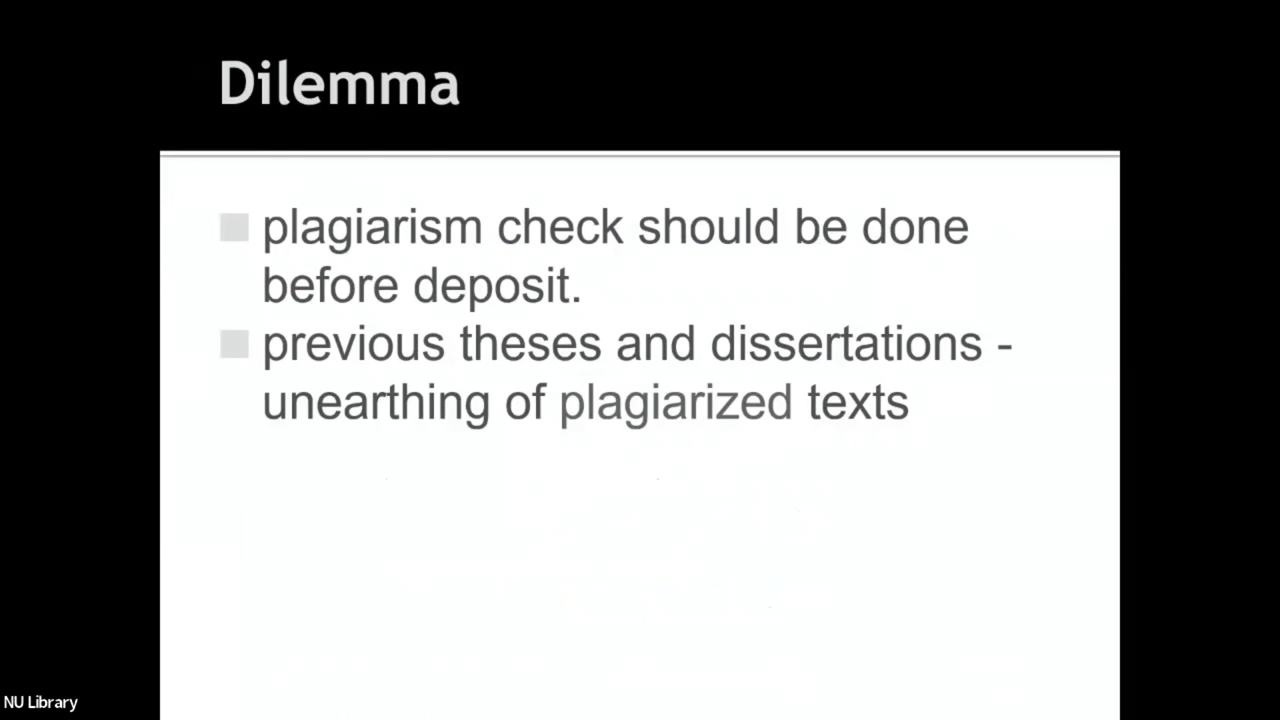 Dilemma
plagiarism check should be done
before deposit.
previous theses and dissertations -
unearthing of plagiarized texts
NU Library